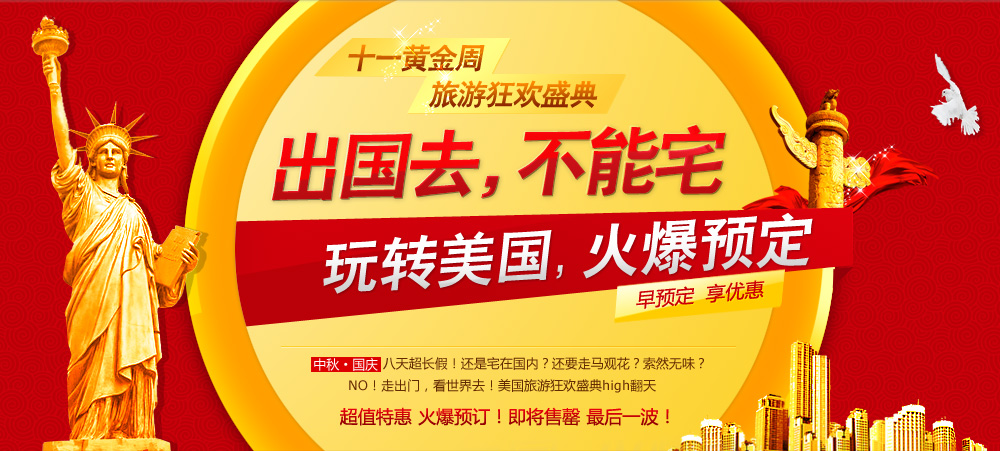 十一黄金周
旅游狂欢盛典
出国去，不能宅
玩转美国，火爆预定
早预定 享优惠
中秋·国庆 八天超长假！还是宅在国内？还要走马观花？索然无味？
NO！走出门，看世界去！美国旅游狂欢盛典high翻天
超值特惠 火爆预订！即将售罄 最后一波！